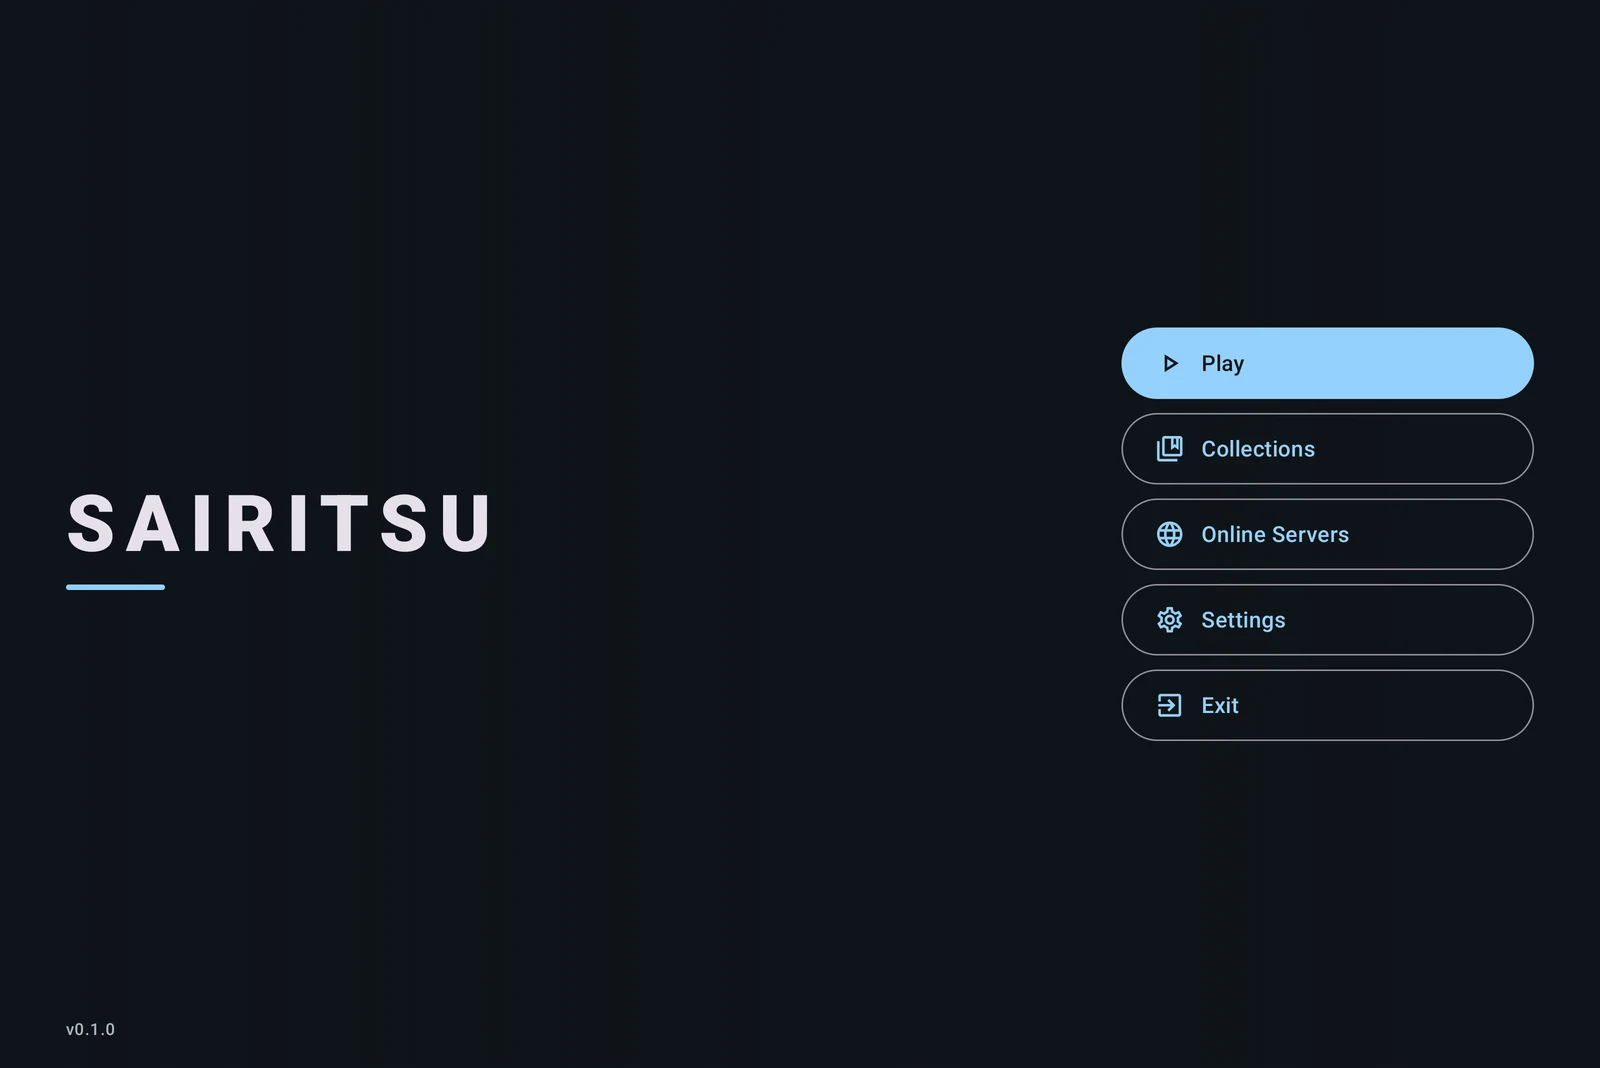 SAIRITSU
Play
Collections
Online Servers
Settings
Exit
v0.1.0